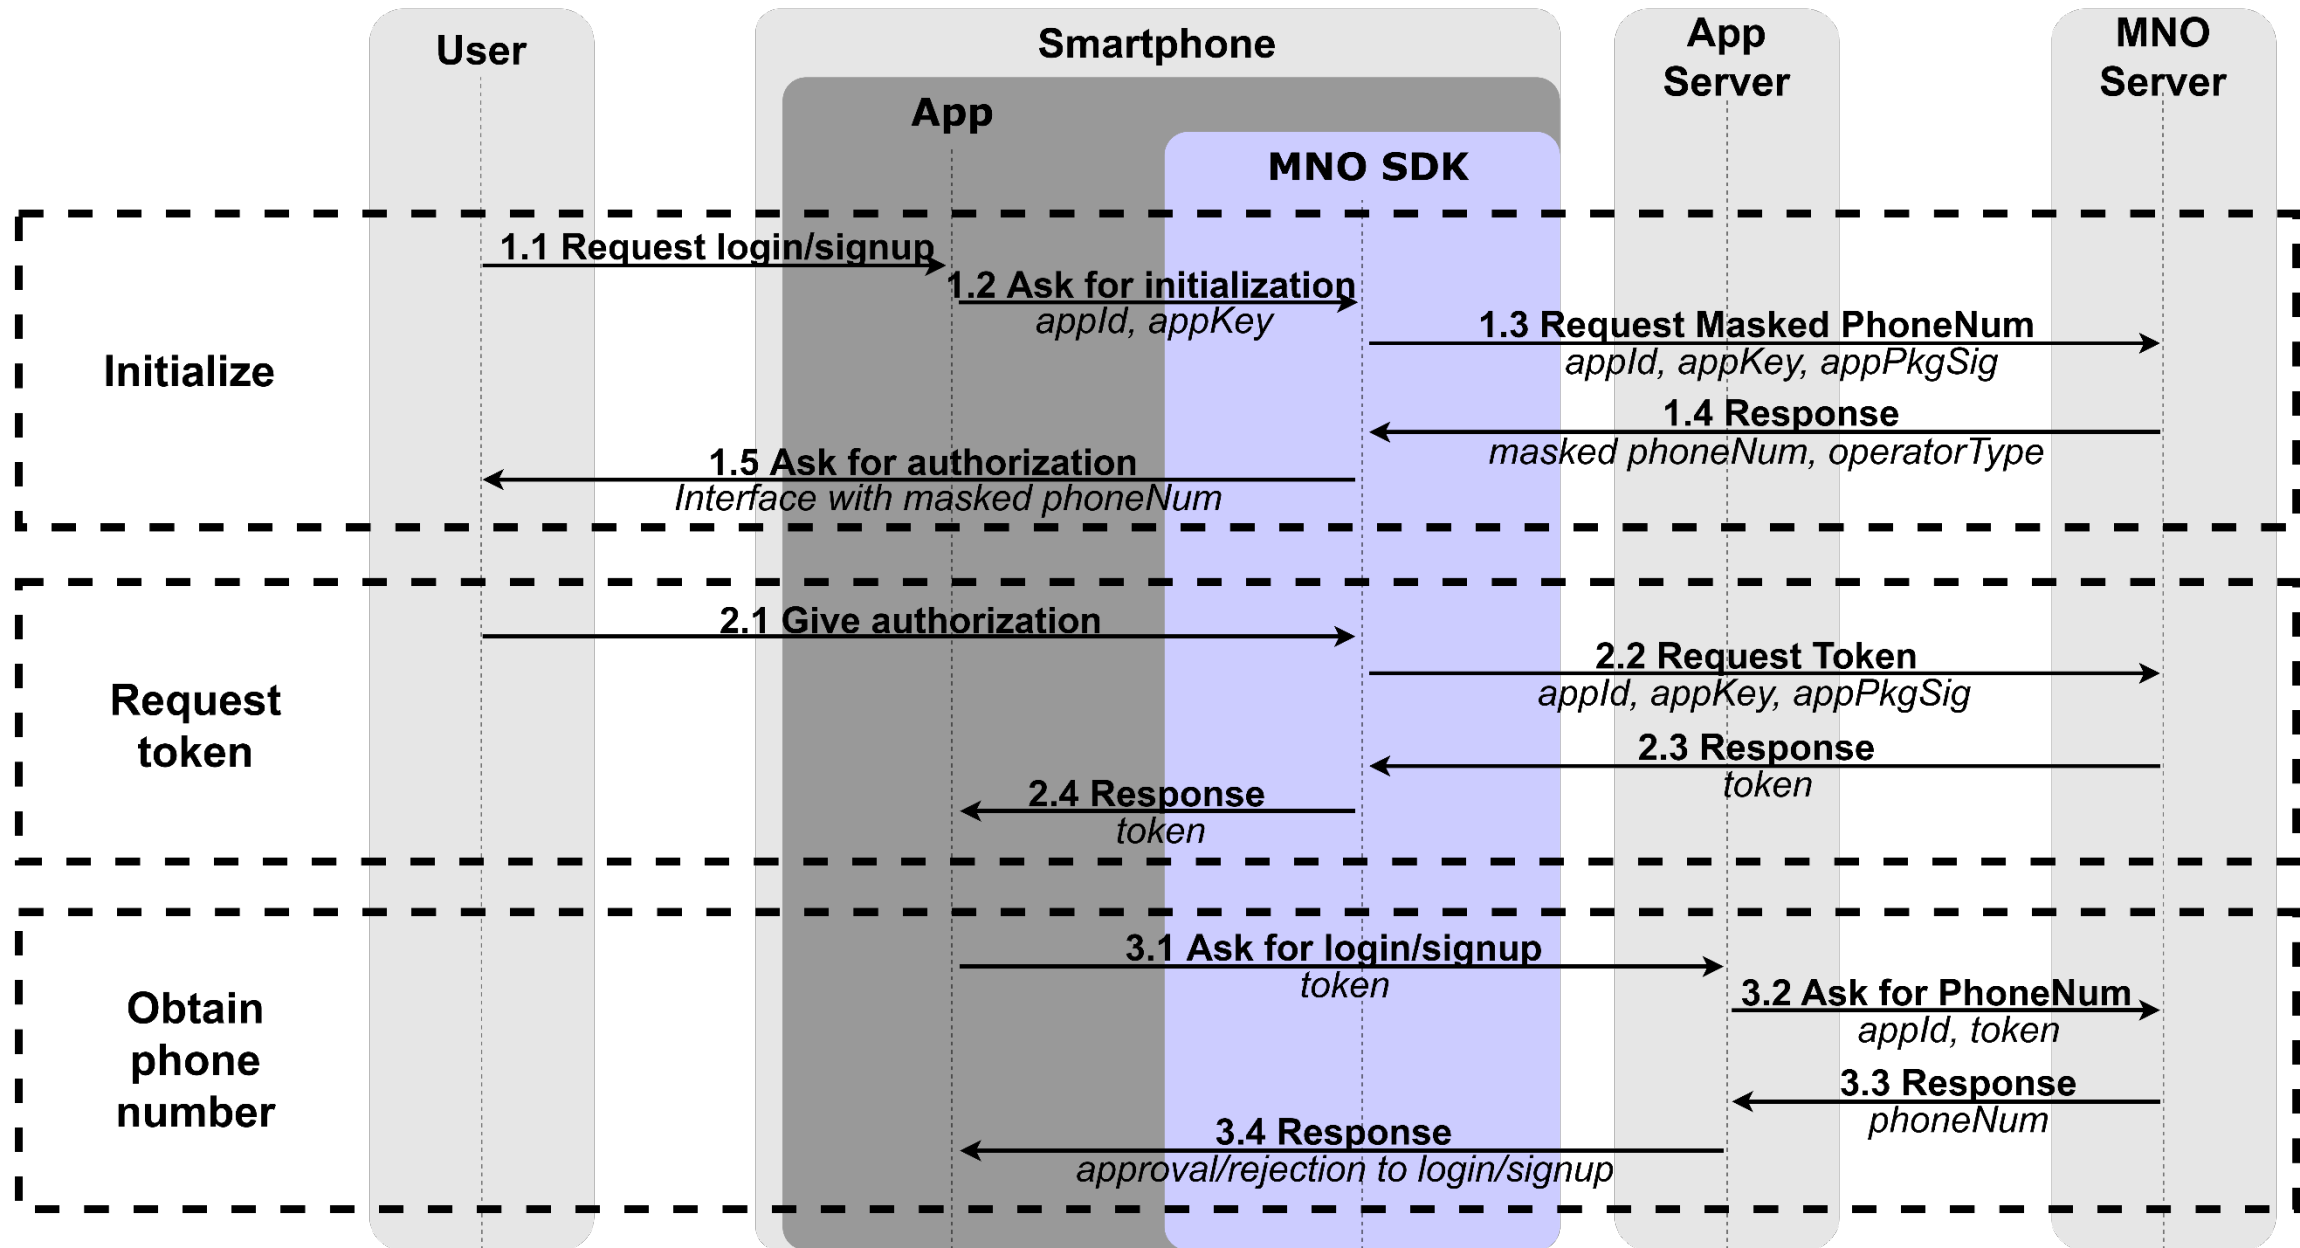 User
Smartphone
App
Server
MNO
Server
App
MNO SDK
Initialize
1.1 Request login/signup
1.2 Ask for initialization
appId, appKey
1.3 Request Masked PhoneNum
appId, appKey, appPkgSig
1.4 Response
masked phoneNum, operatorType
1.5 Ask for authorization
Interface with masked phoneNum
Request
token
2.1 Give authorization
2.2 Request Token
appId, appKey, appPkgSig
2.3 Response
token
2.4 Response
token
Obtain
phone
number
3.1 Ask for login/signup
token
3.2 Ask for PhoneNum
appId, token
3.3 Response
phoneNum
3.4 Response
approval/rejection to login/signup